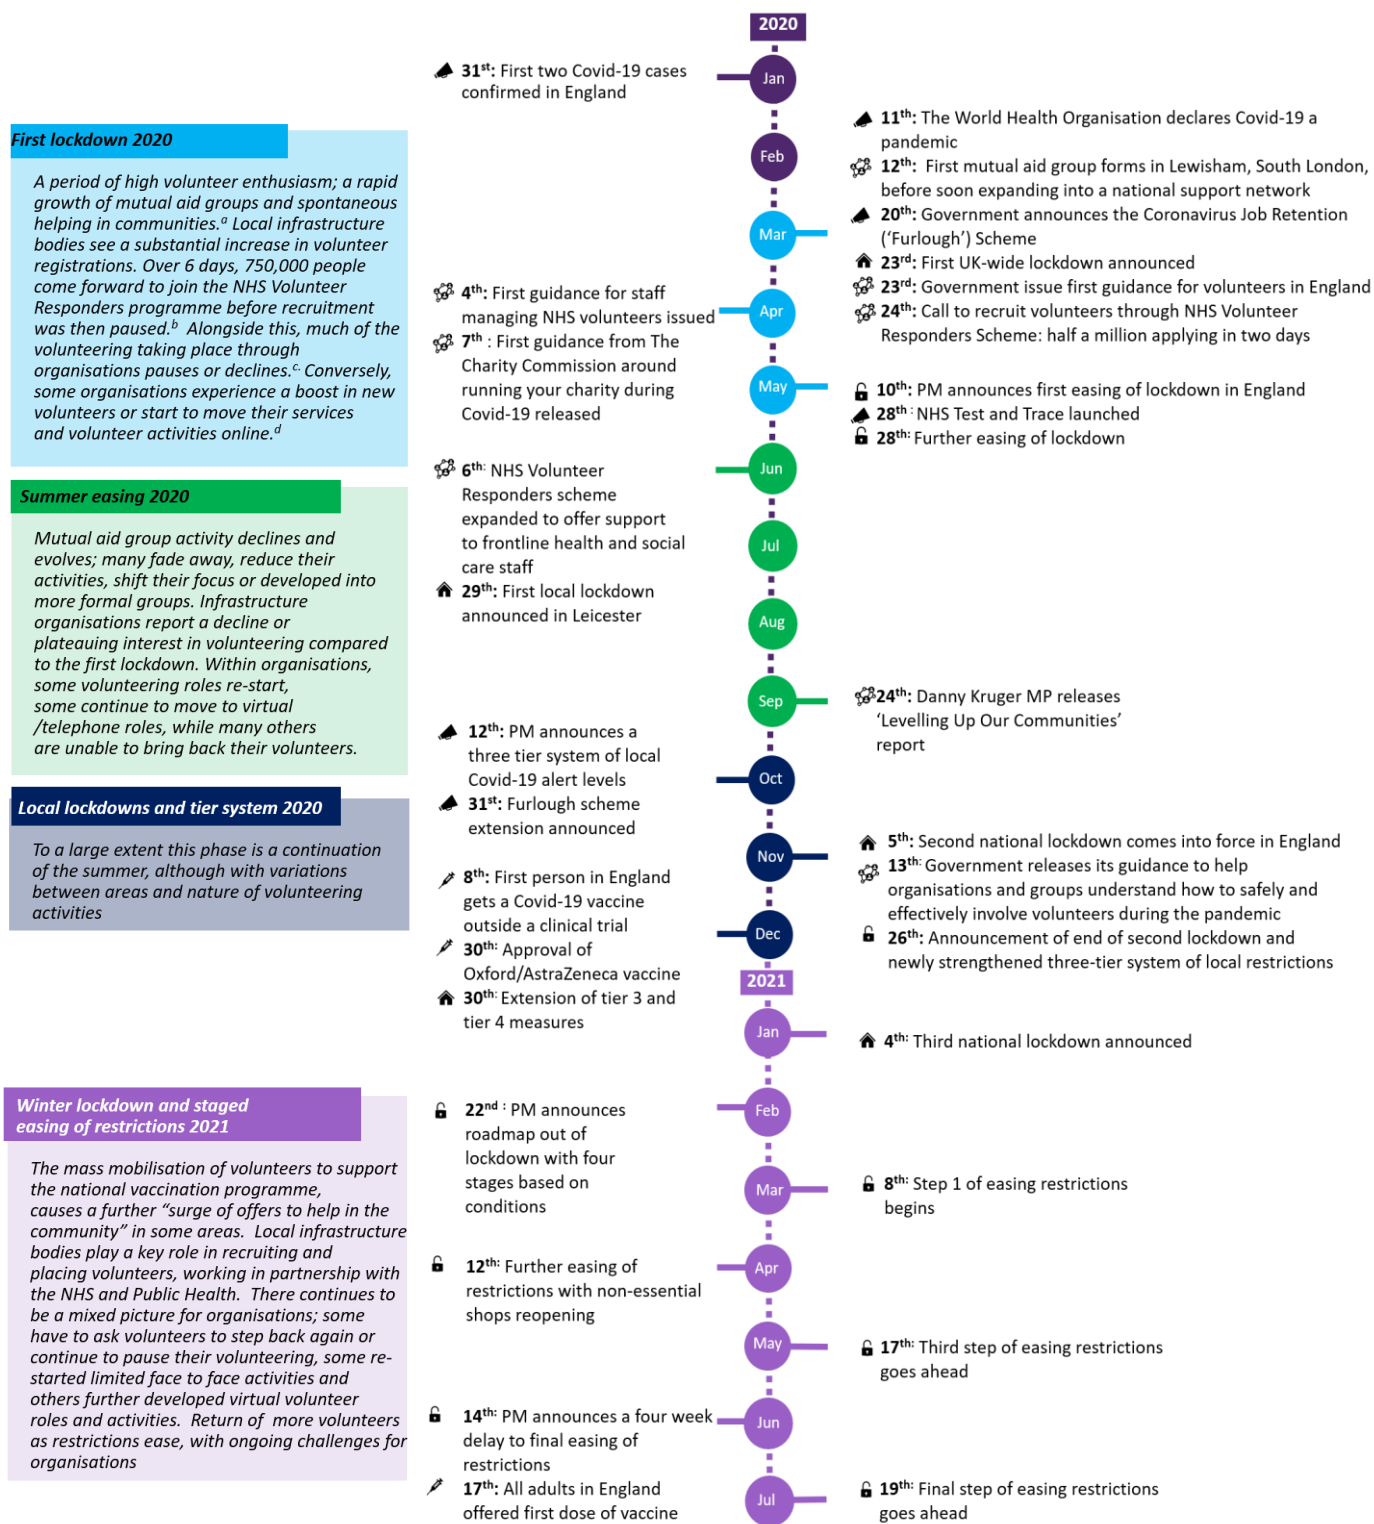 2020
Jan
31st: First two Covid-19 cases
confirmed in England
Feb
Mar
11th: The World Health Organisation declares Covid-19 a
pandemic
12th: First mutual aid group forms in Lewisham, South London,
before soon expanding into a national support network
20th: Government announces the Coronavirus Job Retention
(‘Furlough’) Scheme
23rd: First UK-wide lockdown announced
23rd: Government issue first guidance for volunteers in England
24th: Call to recruit volunteers through NHS Volunteer
Responders Scheme: half a million applying in two days
First lockdown 2020
A period of high volunteer enthusiasm; a rapid
growth of mutual aid groups and spontaneous
helping in communities.a Local infrastructure
bodies see a substantial increase in volunteer
registrations. Over 6 days, 750,000 people
come forward to join the NHS Volunteer
Responders programme before recruitment
was then paused.b Alongside this, much of the
volunteering taking place through
organisations pauses or declines.c. Conversely,
some organisations experience a boost in new
volunteers or start to move their services
and volunteer activities online.d
Apr
4th: First guidance for staff
managing NHS volunteers issued
7th : First guidance from The
Charity Commission around
running your charity during
Covid-19 released
May
10th: PM announces first easing of lockdown in England
28th : NHS Test and Trace launched
28th: Further easing of lockdown
Summer easing 2020
Mutual aid group activity declines and
evolves; many fade away, reduce their
activities, shift their focus or developed into
more formal groups. Infrastructure
organisations report a decline or
plateauing interest in volunteering compared
to the first lockdown. Within organisations,
some volunteering roles re-start,
some continue to move to virtual
/telephone roles, while many others
are unable to bring back their volunteers.
Jun
6th: NHS Volunteer
Responders scheme
expanded to offer support
to frontline health and social
care staff
29th: First local lockdown
announced in Leicester
Jul
Aug
Sep
24th: Danny Kruger MP releases
‘Levelling Up Our Communities’
report
Local lockdowns and tier system 2020
To a large extent this phase is a continuation
of the summer, although with variations
between areas and nature of volunteering
activities
Oct
12th: PM announces a
three tier system of local
Covid-19 alert levels
31st: Furlough scheme
extension announced
Nov
5th: Second national lockdown comes into force in England
13th: Government releases its guidance to help
organisations and groups understand how to safely and
effectively involve volunteers during the pandemic
26th: Announcement of end of second lockdown and
newly strengthened three-tier system of local restrictions
Dec
8th: First person in England
gets a Covid-19 vaccine
outside a clinical trial
30th: Approval of
Oxford/AstraZeneca vaccine
30th: Extension of tier 3 and
tier 4 measures
2021
Jan
4th: Third national lockdown announced
Winter lockdown and staged
easing of restrictions 2021
The mass mobilisation of volunteers to support
the national vaccination programme,
causes a further “surge of offers to help in the
community” in some areas. Local infrastructure
bodies play a key role in recruiting and
placing volunteers, working in partnership with
the NHS and Public Health. There continues to
be a mixed picture for organisations; some
have to ask volunteers to step back again or
continue to pause their volunteering, some re-
started limited face to face activities and
others further developed virtual volunteer
roles and activities. Return of more volunteers
as restrictions ease, with ongoing challenges for
organisations
Feb
22nd : PM announces
roadmap out of
lockdown with four
stages based on
conditions
Mar
8th: Step 1 of easing restrictions
begins
Apr
12th: Further easing of
restrictions with non-essential
shops reopening
May
17th: Third step of easing restrictions
goes ahead
Jun
14th: PM announces a four week
delay to final easing of
restrictions
17th: All adults in England
offered first dose of vaccine
Jul
19th: Final step of easing restrictions
goes ahead